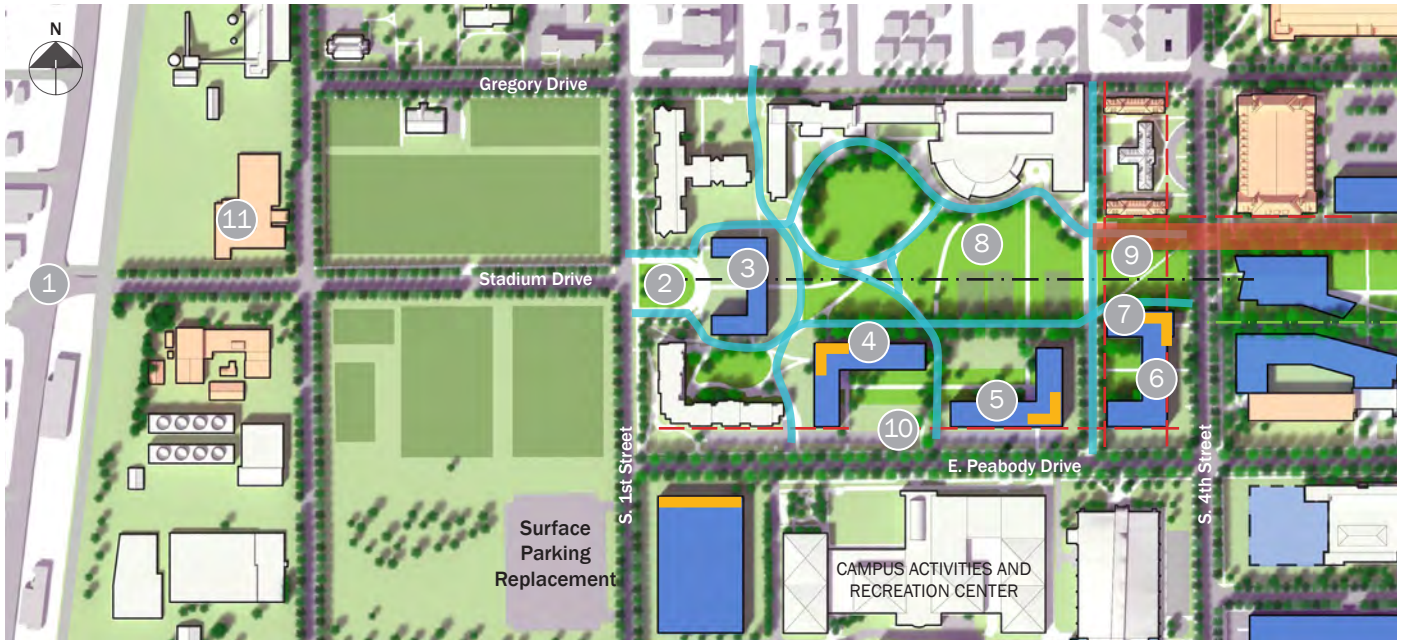 N
Gregory Drive
11
8
9
3
1
2
Stadium Drive
7
4
6
5
10
E. Peabody Drive
S. 1st Street
S. 4th Street
Surface
Parking
Replacement
CAMPUS ACTIVITIES AND
RECREATION CENTER